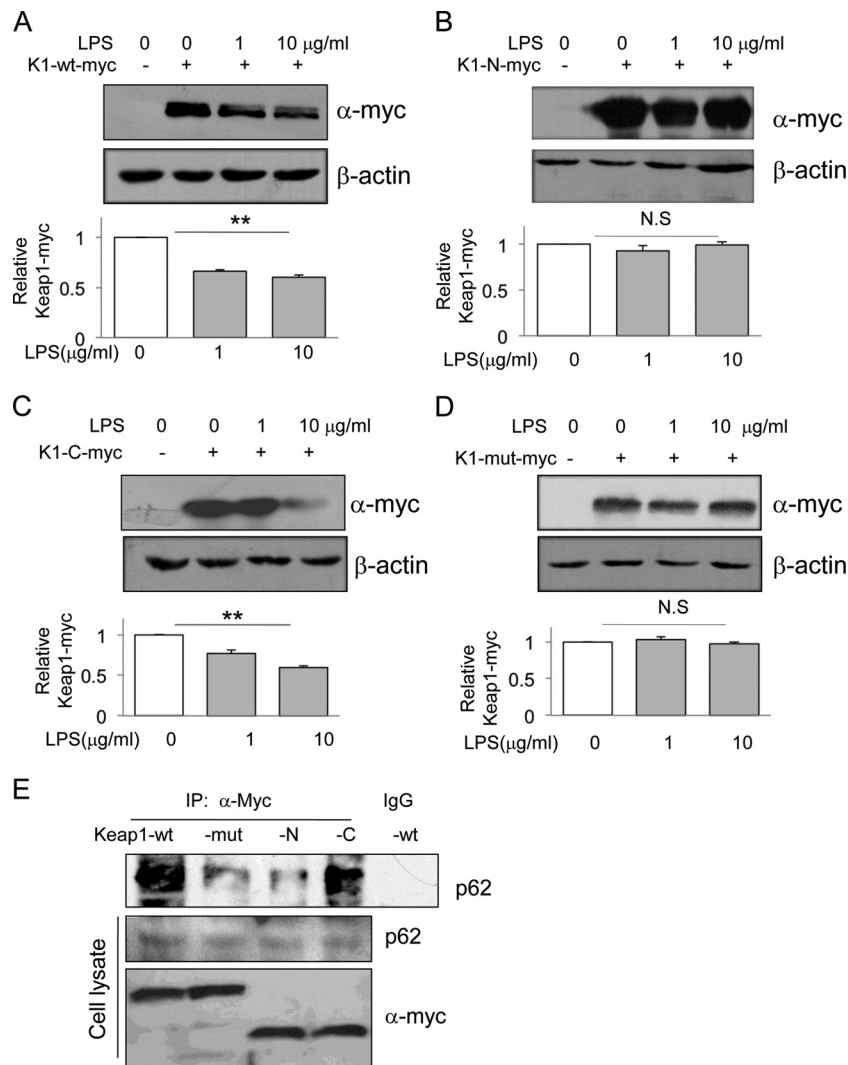 A
LPS 0 0 1 10 μg/ml
K1-wt-myc - + + +
α-myc
β-actin
**
Relative
Keap1-myc
1
0.5
0
LPS(μg/ml) 0 1 10
B
LPS 0 0 1 10 μg/ml
K1-N-myc - + + +
α-myc
β-actin
N.S
Relative
Keap1-myc
1
0.5
0
LPS(μg/ml) 0 1 10
C
LPS 0 0 1 10 μg/ml
K1-C-myc - + + +
α-myc
β-actin
**
Relative
Keap1-myc
1
0.5
0
LPS(μg/ml) 0 1 10
D
LPS 0 0 1 10 μg/ml
K1-mut-myc - + + +
α-myc
β-actin
N.S
Relative
Keap1-myc
1
0.5
0
LPS(μg/ml) 0 1 10
E
IP: α-Myc IgG
Keap1-wt -mut -N -C -wt
p62
Cell lysate
p62
α-myc